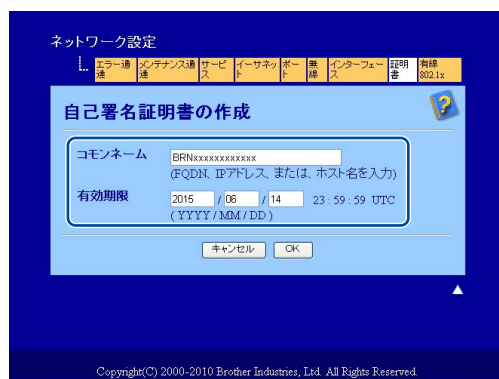 ネットワーク設定
エラー通達 メンテナンス通達 サービス イーサネット ポート 無線 インターフェース 証明書 有線802.1x
自己署名証明書の作成
コモンネーム BRNxxxxxxxxxxxx
(FQDN、IPアドレス、または、ホスト名を入力)
有効期限 2015 / 06 / 14 23 : 59 : 59 UTC
( YYYY / MM / DD )
キャンセル OK
Copyright(C) 2000-2010 Brother Industries, Ltd. All Rights Reserved.